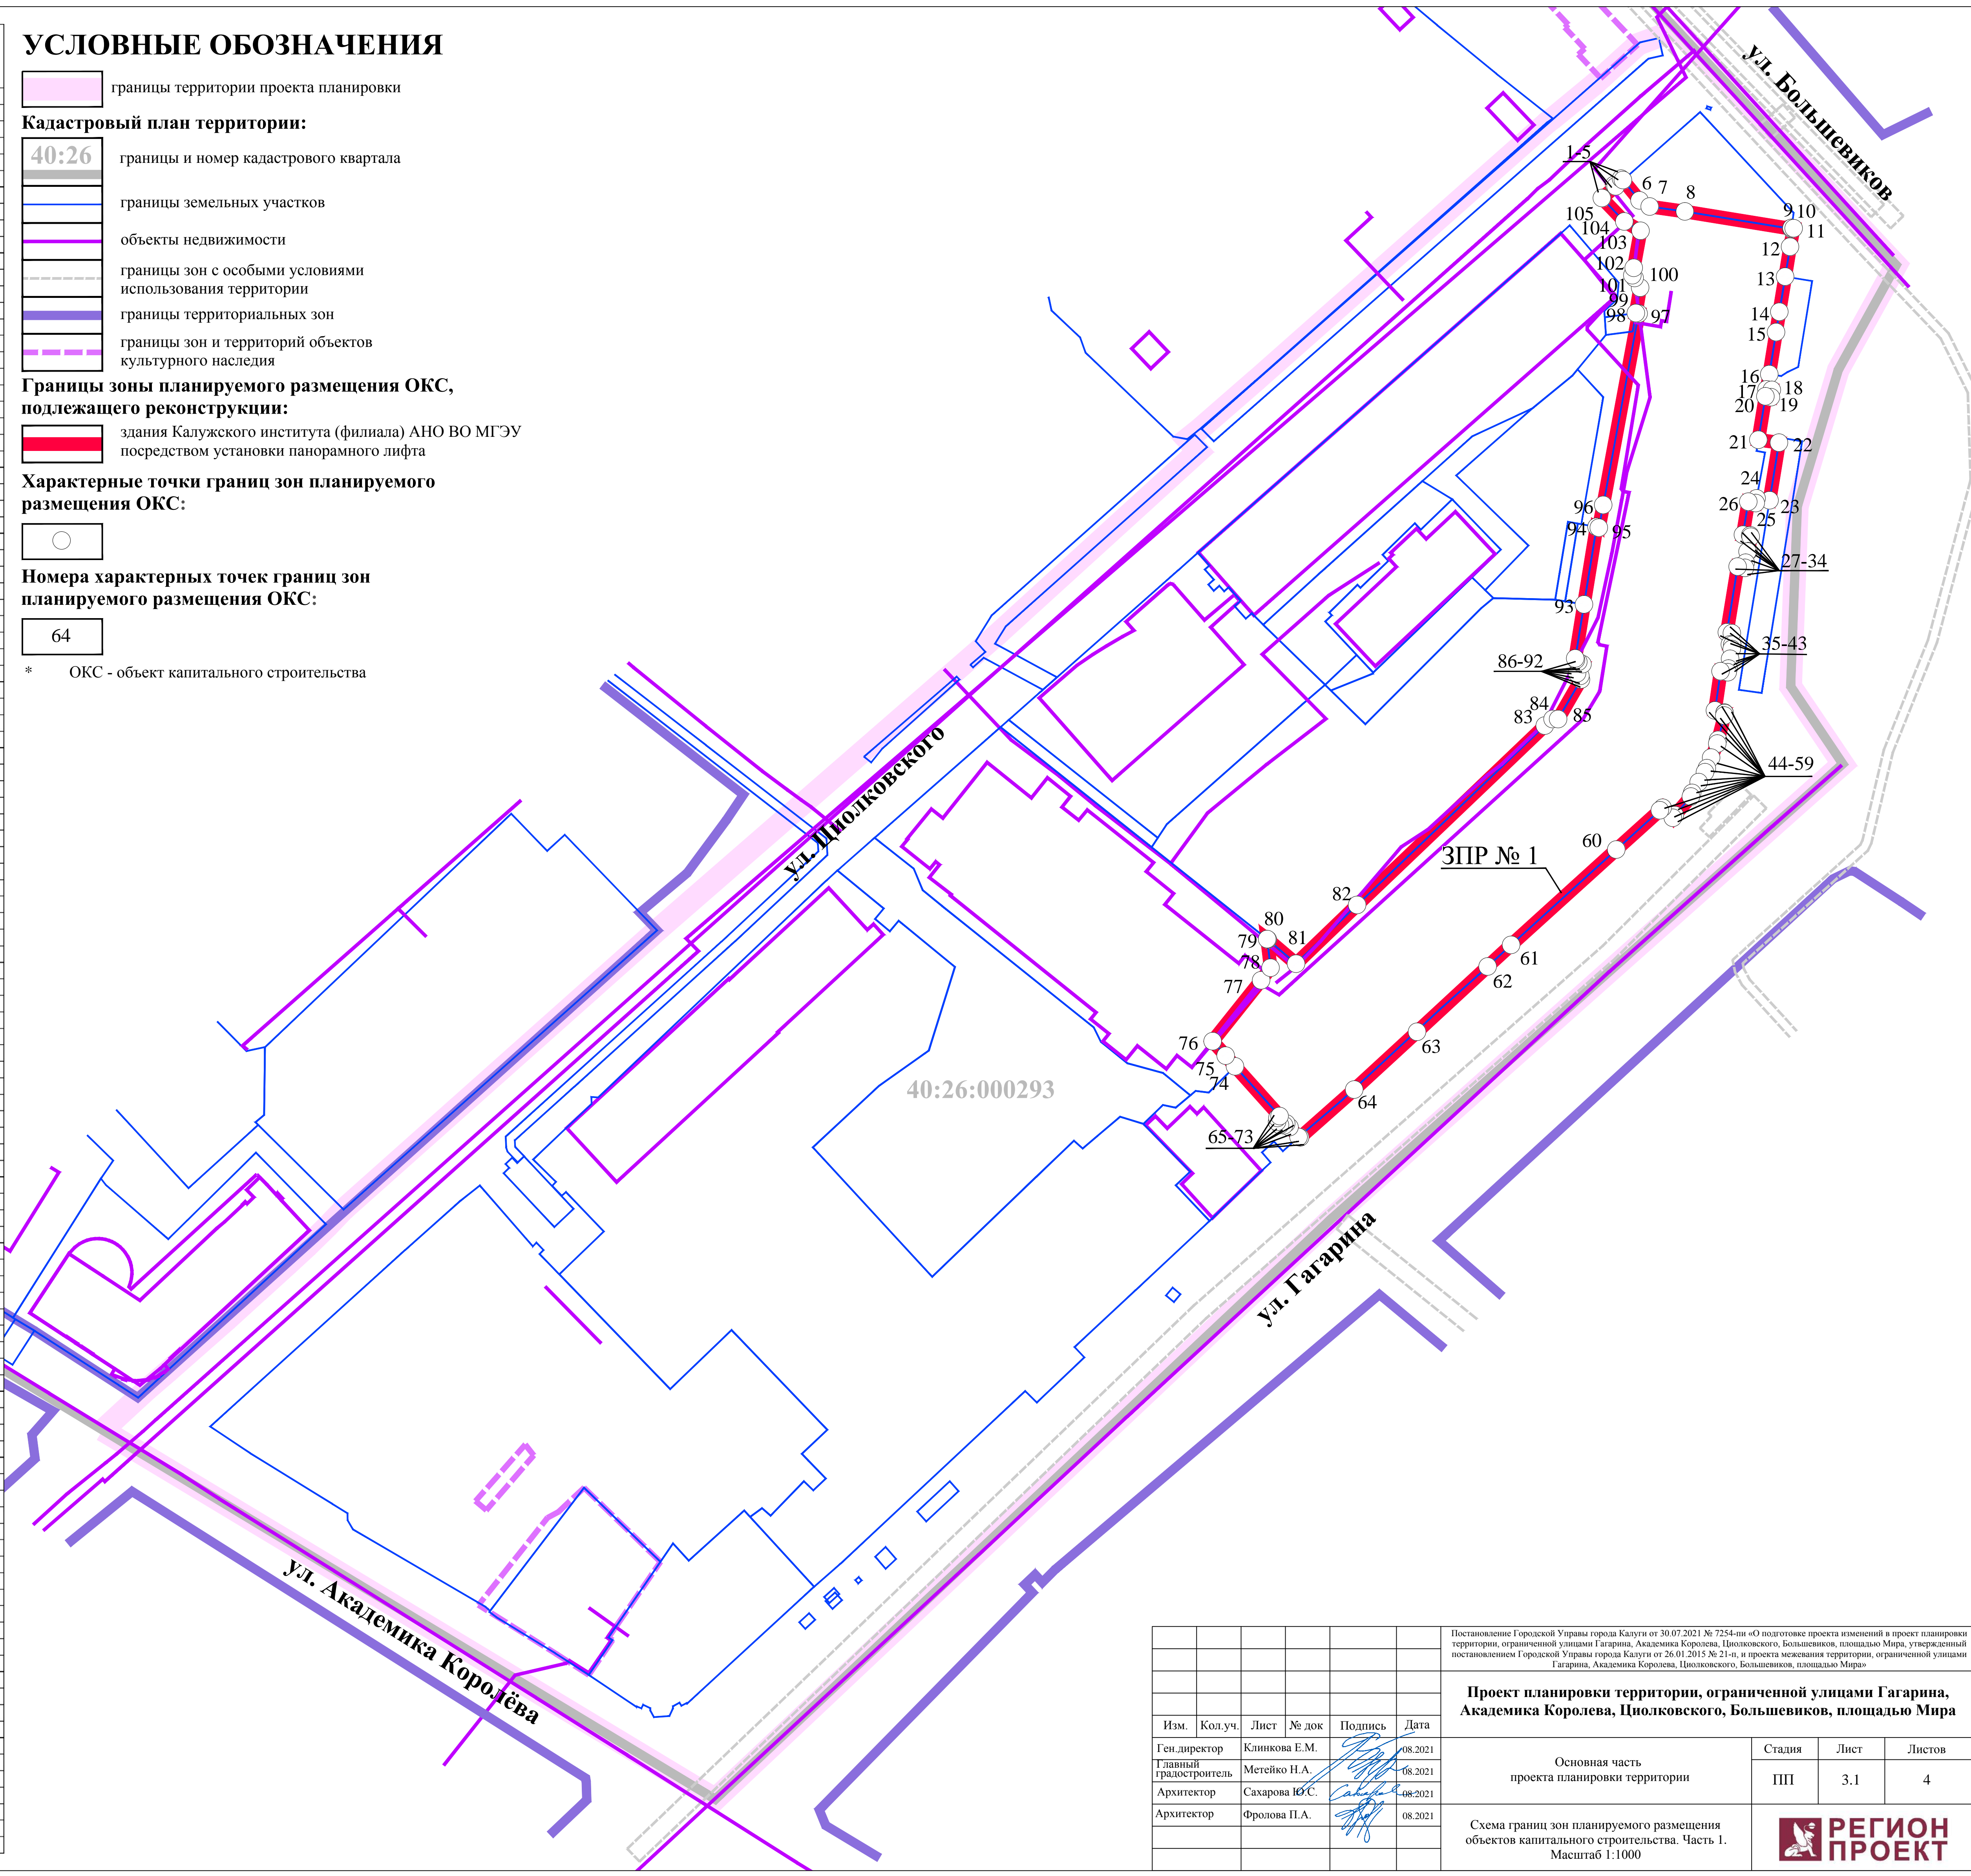 УСЛОВНЫЕ ОБОЗНАЧЕНИЯ
границы территории проекта планировки
Кадастровый план территории:
40:26
границы и номер кадастрового квартала
границы земельных участков
объекты недвижимости
границы зон с особыми условиями
использования территории
границы территориальных зон
границы зон и территорий объектов
культурного наследия
Границы зоны планируемого размещения ОКС,
подлежащего реконструкции:
здания Калужского института (филиала) АНО ВО МГЭУ
посредством установки панорамного лифта
Характерные точки границ зон планируемого
размещения ОКС:
Номера характерных точек границ зон
планируемого размещения ОКС:
64
* ОКС - объект капитального строительства
ул. Большевиков
1-5
6
7
8
9
10
11
12
13
14
15
16
17
18
19
20
21
22
23
24
25
26
27-34
35-43
44-59
60
61
62
63
64
65-73
74
75
76
77
78
79
80
81
82
83
84
85
86-92
93
94
95
96
97
98
99
100
101
102
103
104
105
ЗПР № 1
ул. Циолковского
40:26:000293
ул. Гагарина
ул. Академика Королёва
Постановление Городской Управы города Калуги от 30.07.2021 № 7254-пи «О подготовке проекта изменений в проект планировки
территории, ограниченной улицами Гагарина, Академика Королева, Циолковского, Большевиков, площадью Мира, утвержденный
постановлением Городской Управы города Калуги от 26.01.2015 № 21-п, и проекта межевания территории, ограниченной улицами
Гагарина, Академика Королева, Циолковского, Большевиков, площадью Мира»
Проект планировки территории, ограниченной улицами Гагарина,
Академика Королева, Циолковского, Большевиков, площадью Мира
Изм. Кол.уч. Лист № док Подпись Дата
Ген.директор Клинкова Е.М. 08.2021
Главный
градостроитель Метейко Н.А. 08.2021
Архитектор Сахарова Ю.С. 08.2021
Архитектор Фролова П.А. 08.2021
Основная часть
проекта планировки территории
Стадия Лист Листов
ПП 3.1 4
Схема границ зон планируемого размещения
объектов капитального строительства. Часть 1.
Масштаб 1:1000
РЕГИОН
ПРОЕКТ